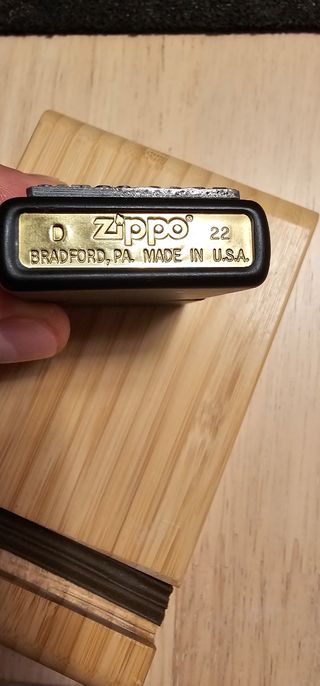 D Zippo® 22
BRADFORD, PA. MADE IN U.S.A.